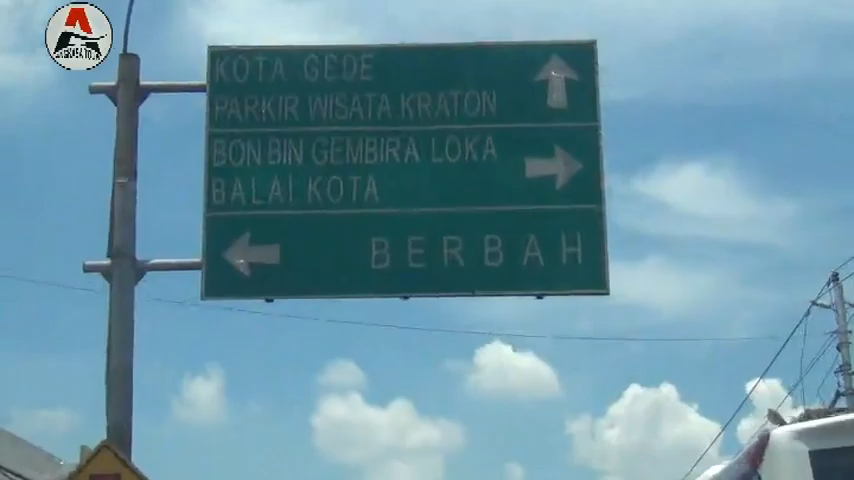 KOTA GEDE
PARKIR WISATA KRATON
BON BIN GEMBIRA LOKA
BALAI KOTA
BERBAH